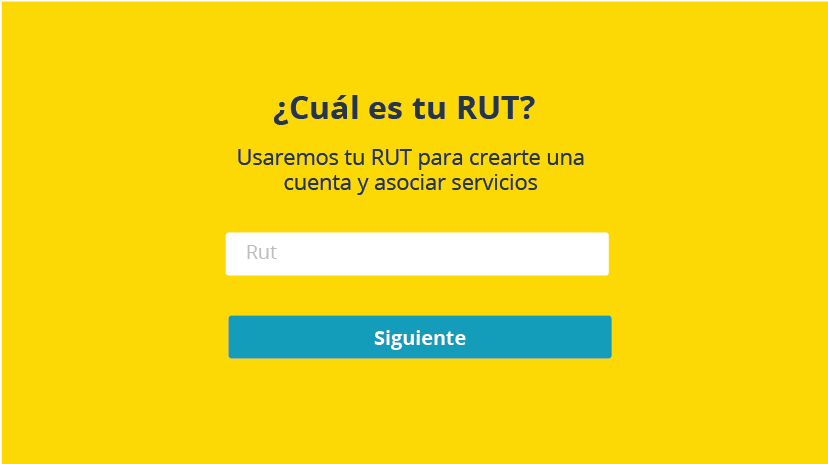 ¿Cuál es tu RUT?
Usaremos tu RUT para crearte una
cuenta y asociar servicios
Rut
Siguiente